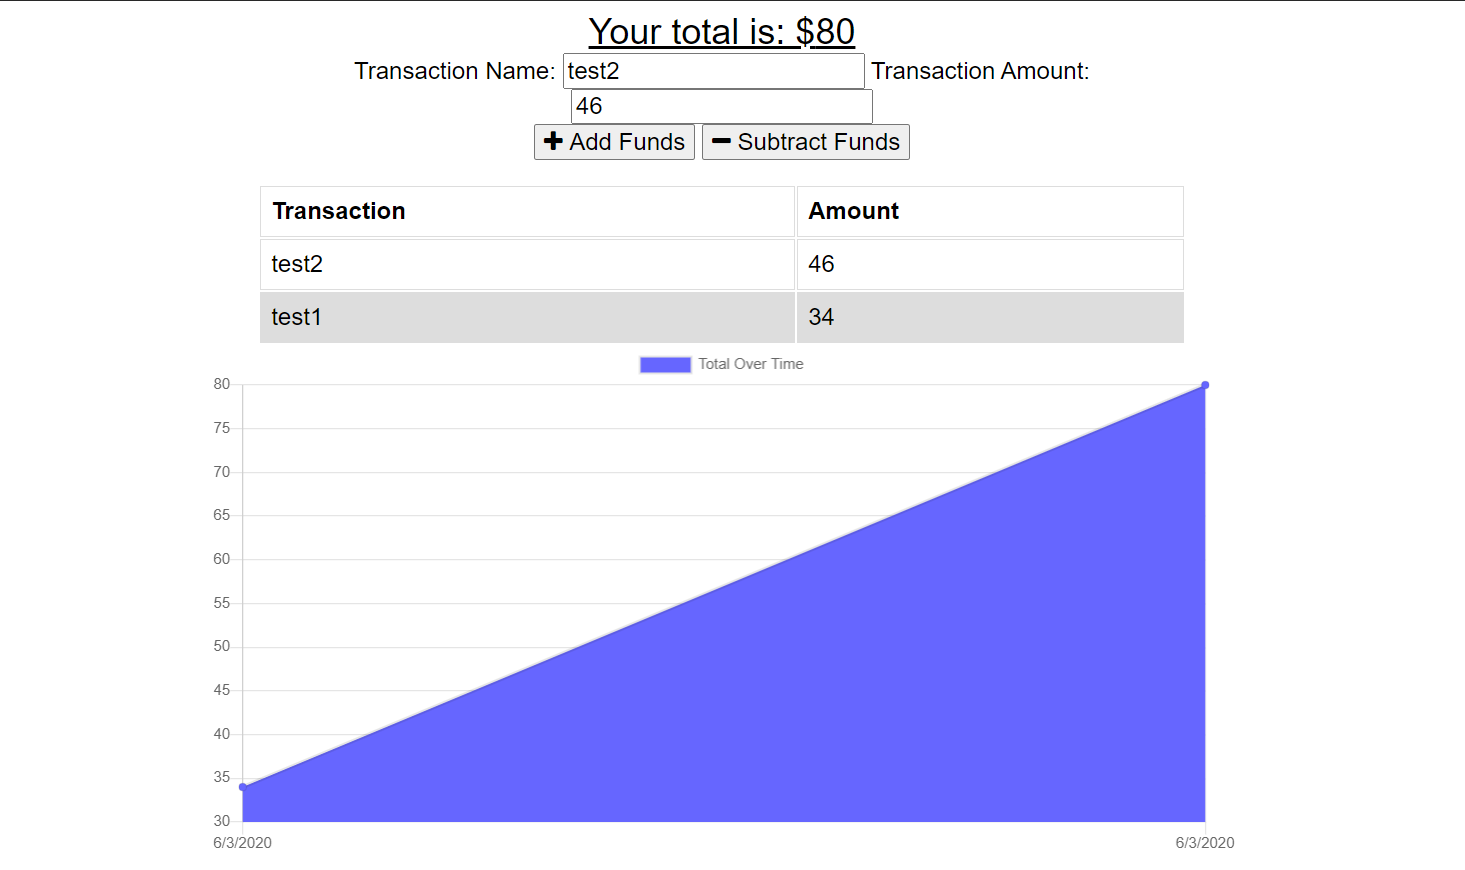 Your total is: $80
Transaction Name: test2 Transaction Amount:
46
Add Funds Subtract Funds
Transaction Amount
test2 46
test1 34
Total Over Time
80
75
70
65
60
55
50
45
40
35
30
6/3/2020 6/3/2020